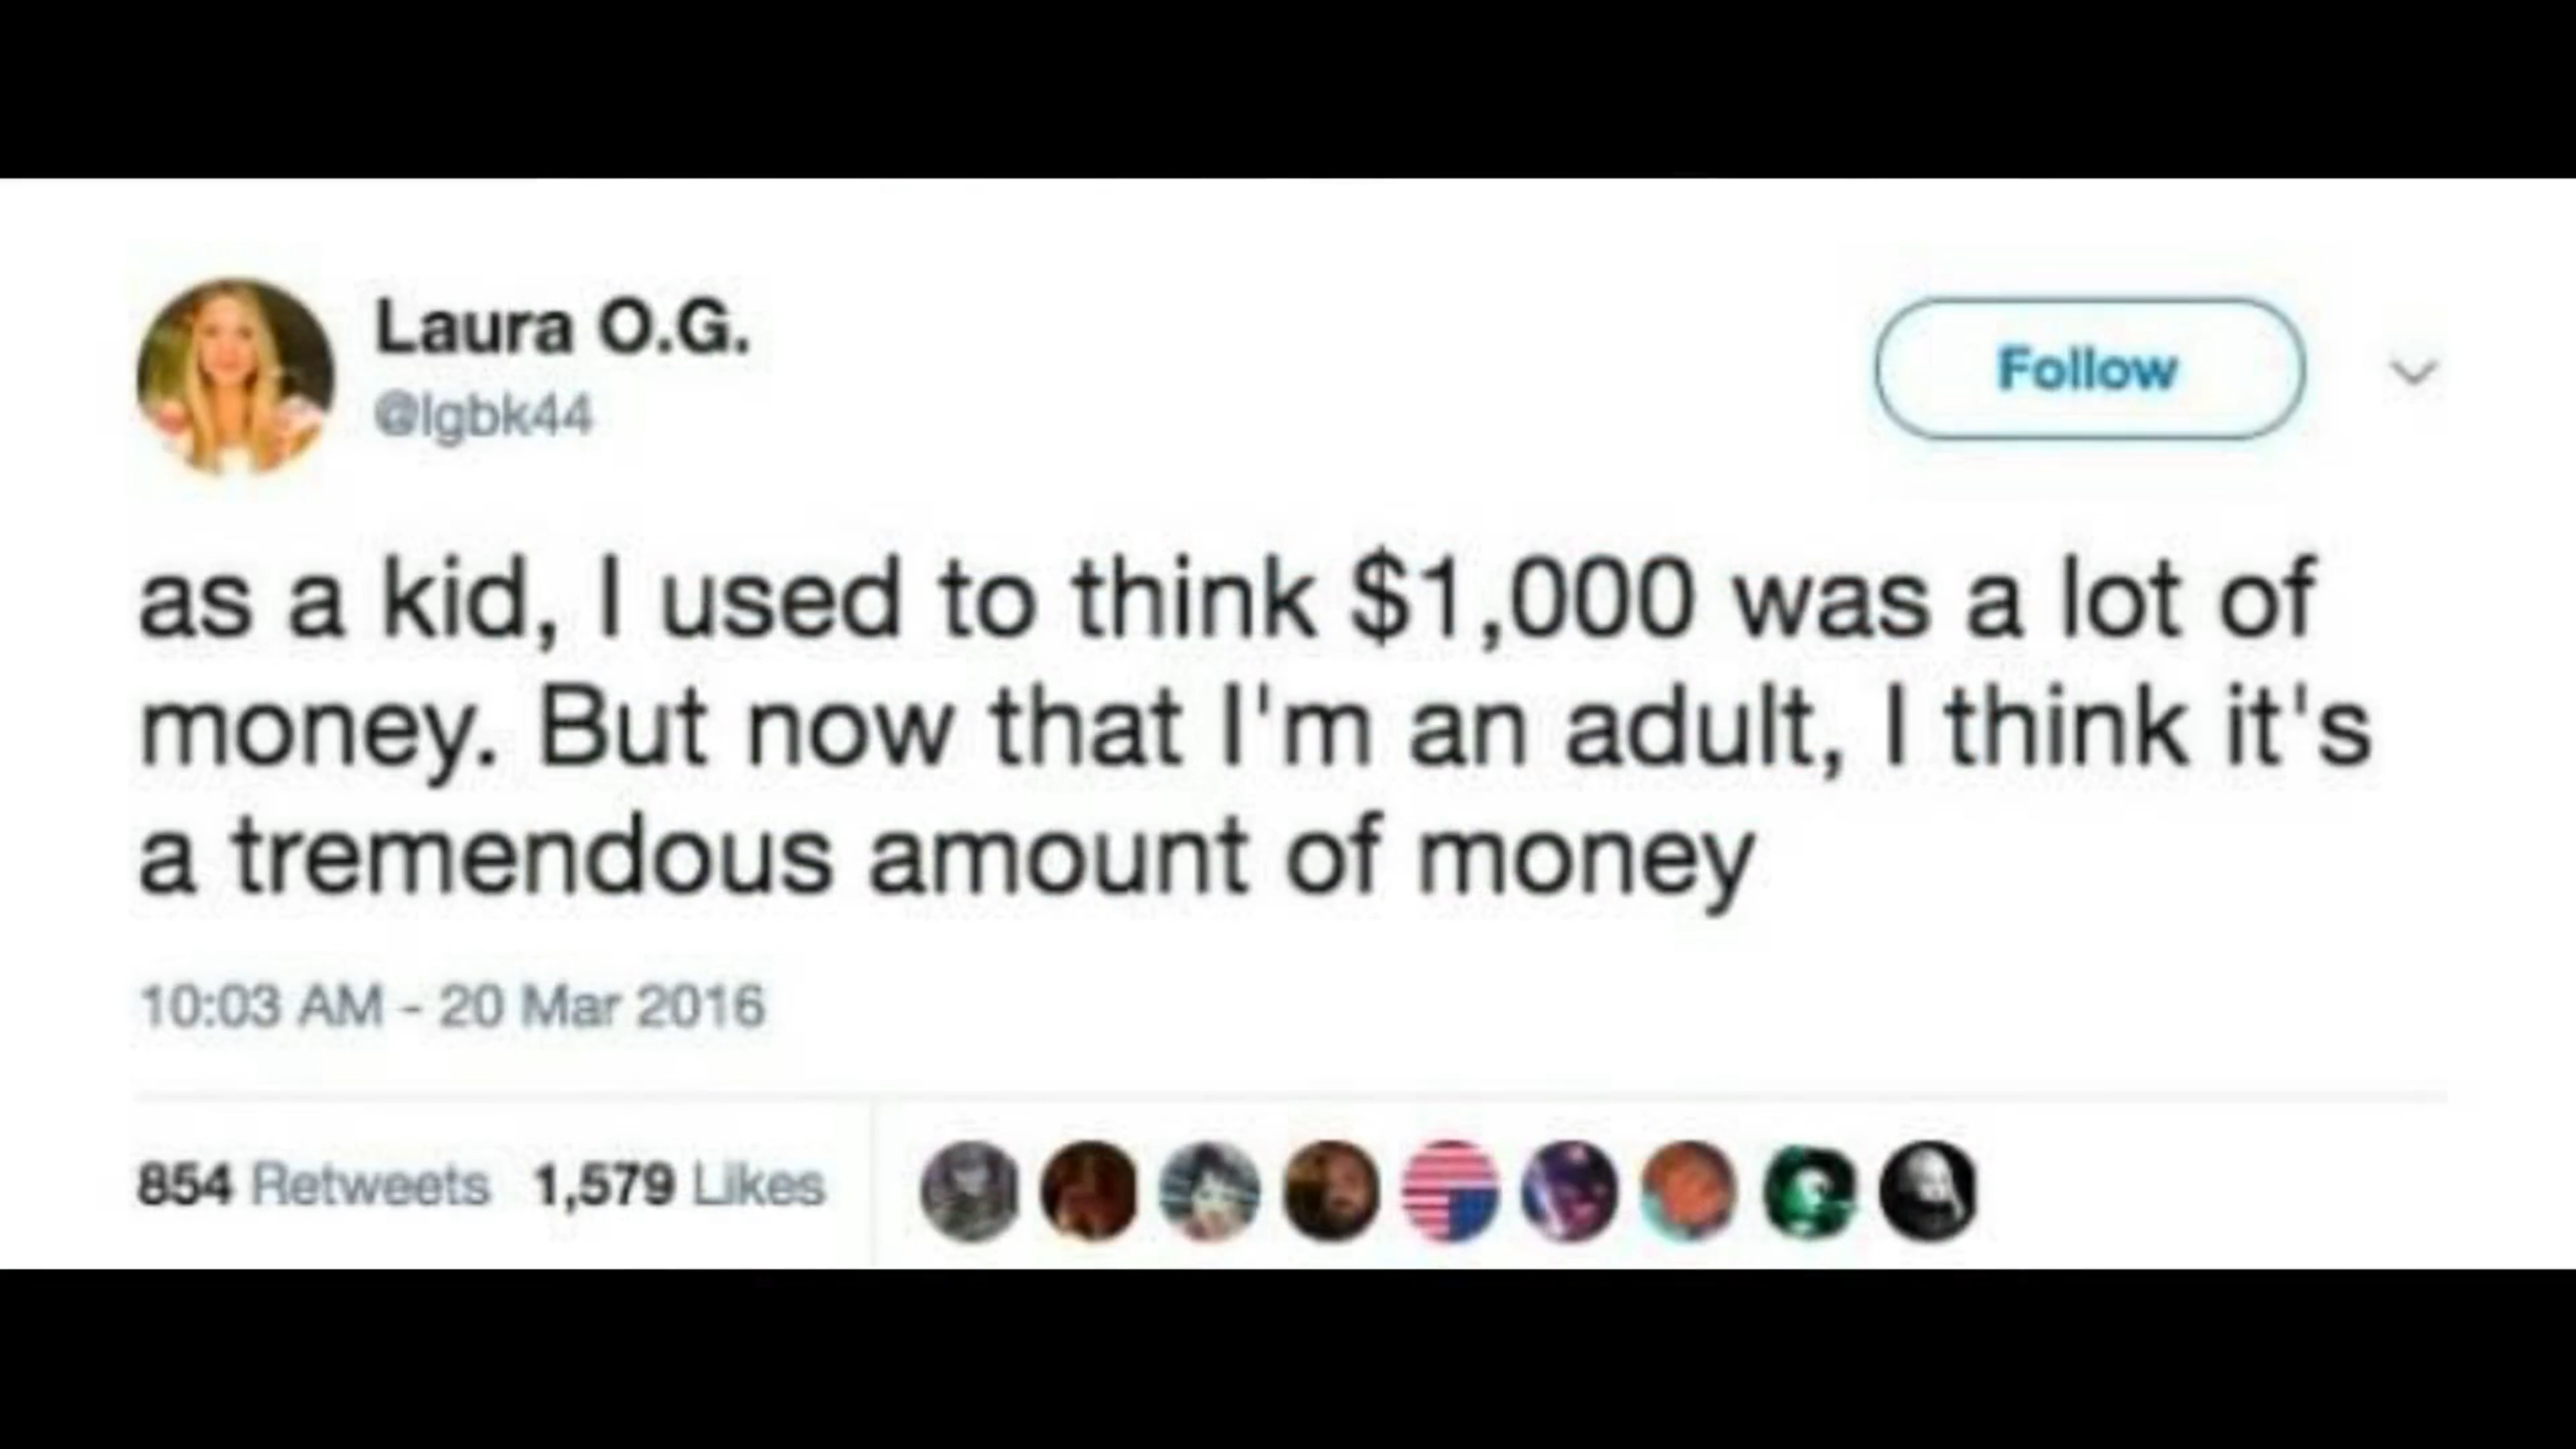 Laura O.G.
@lgbk44
Follow
as a kid, I used to think $1,000 was a lot of
money. But now that I'm an adult, I think it's
a tremendous amount of money
10:03 AM - 20 Mar 2016
854 Retweets 1,579 Likes